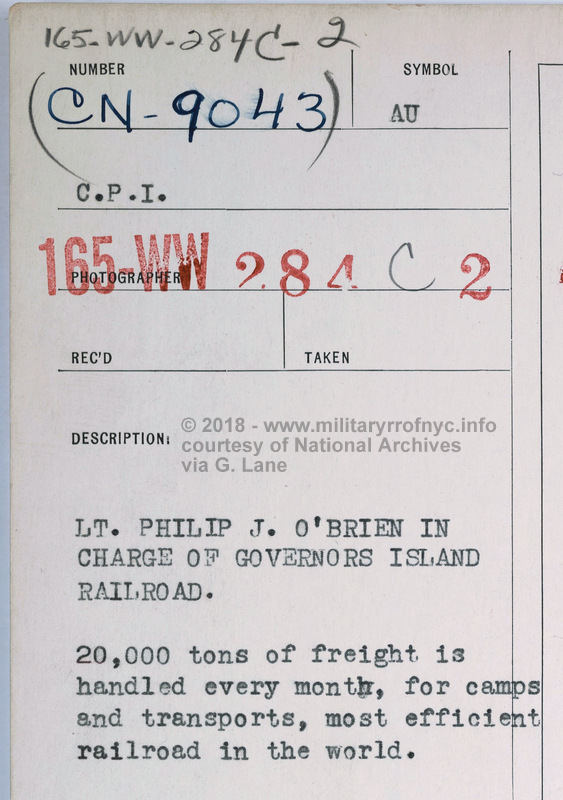 165-WW-284C-2
NUMBER SYMBOL
(CN-9043) AU
C.P.I.
165-WW 284 C 2
PHOTOGRAPHER
REC'D TAKEN
© 2018 - www.militaryrrofnyc.info
DESCRIPTION:
courtesy of National Archives
via G. Lane
LT. PHILIP J. O'BRIEN IN
CHARGE OF GOVERNORS ISLAND
RAILROAD.
20,000 tons of freight is
handled every month, for camps
and transports, most efficient
railroad in the world.